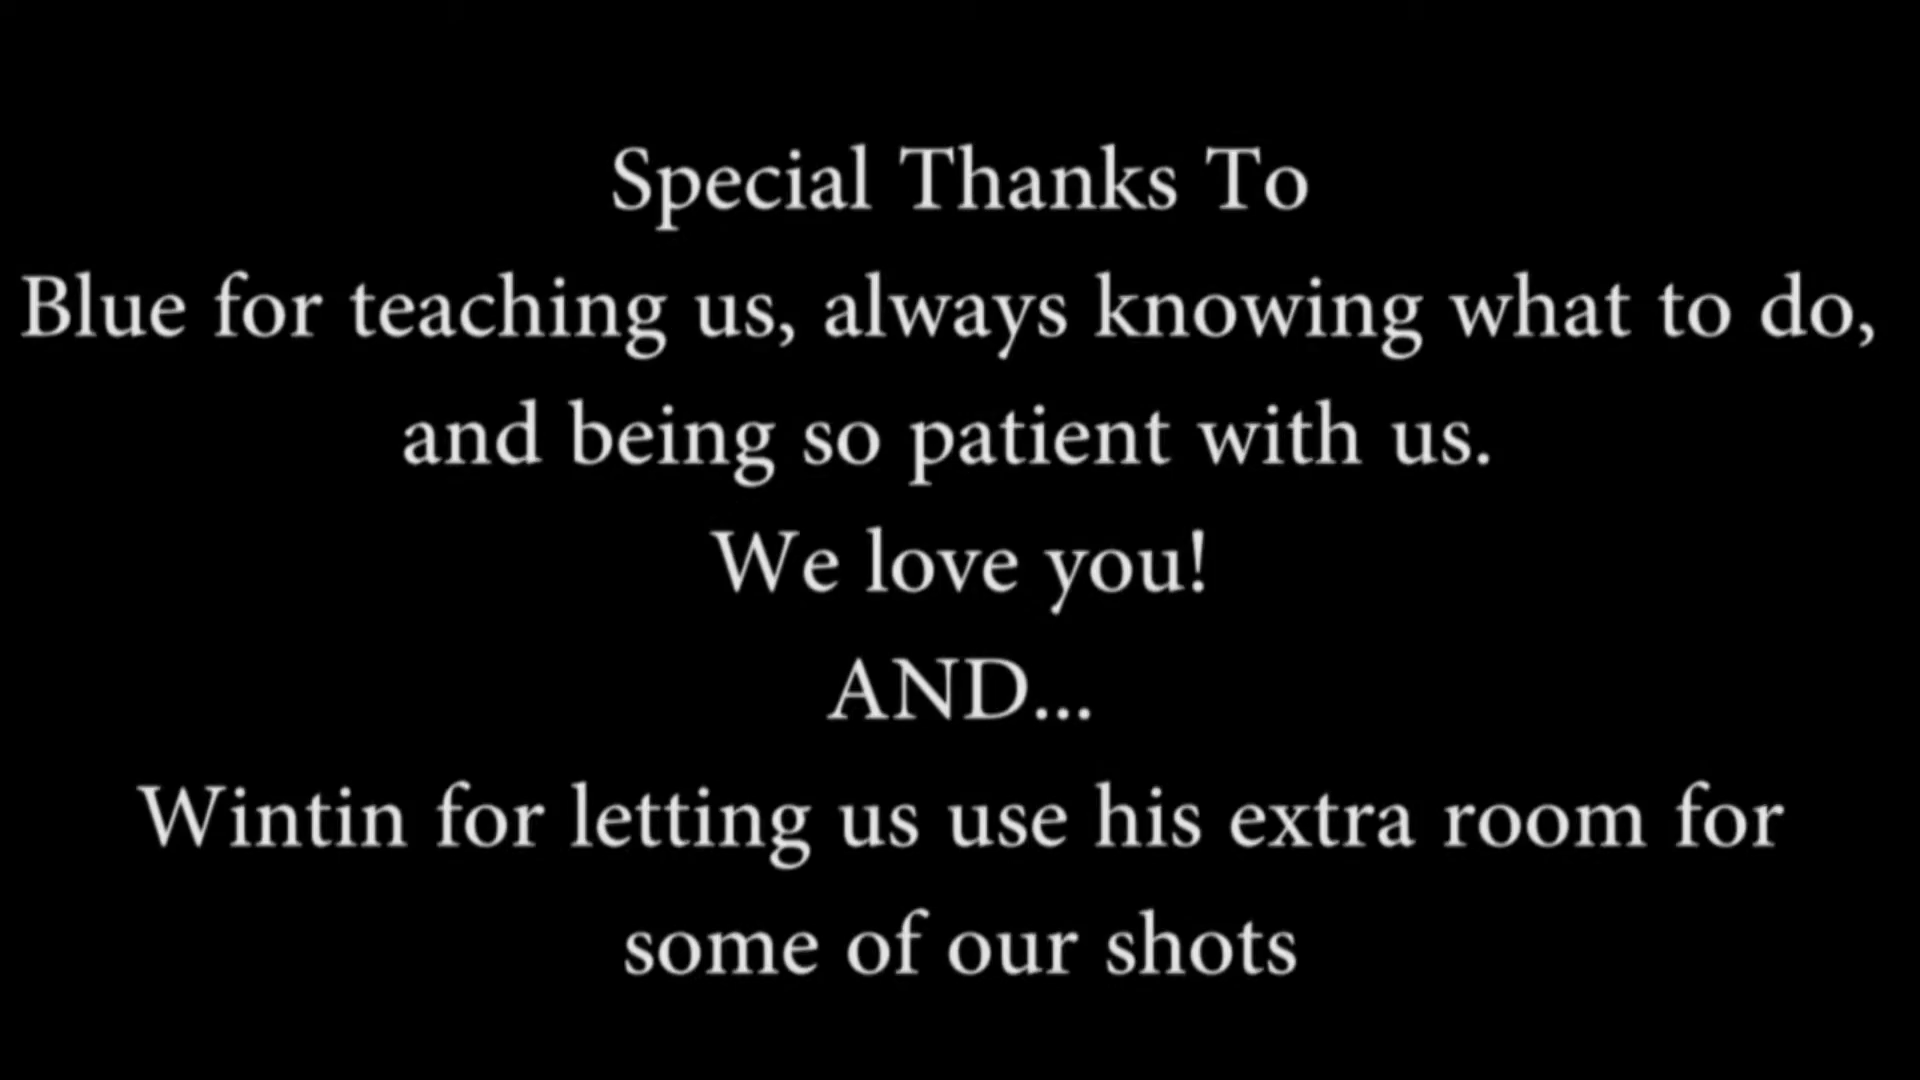 Special Thanks To
Blue for teaching us, always knowing what to do,
and being so patient with us.
We love you!
AND...
Wintin for letting us use his extra room for
some of our shots